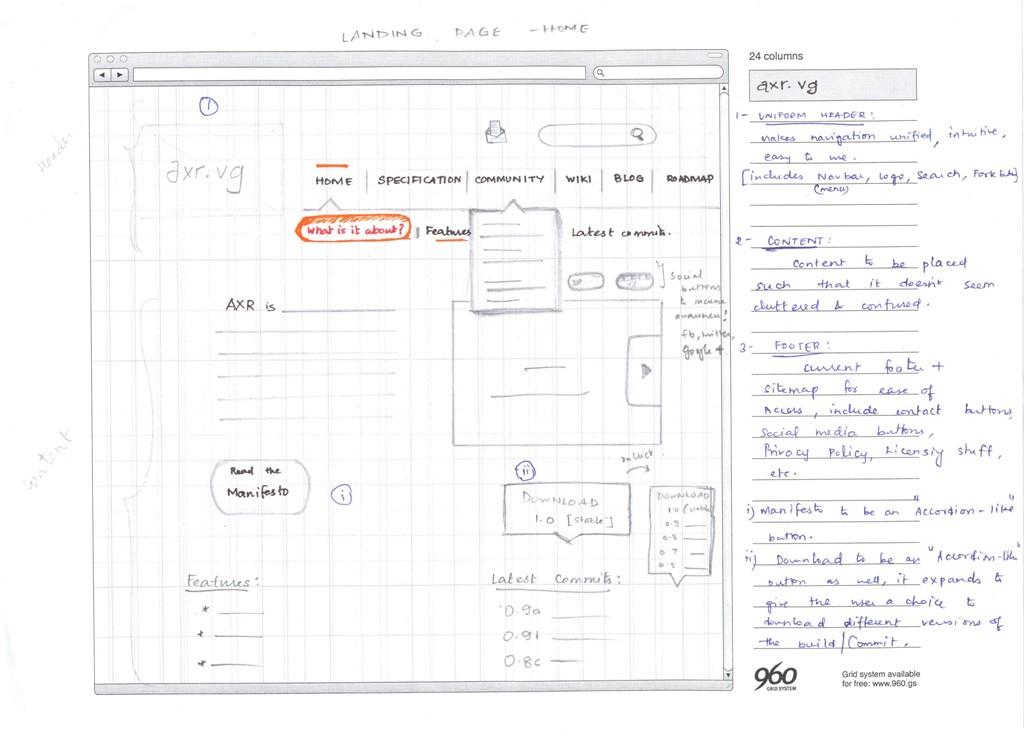 LANDING PAGE - HOME
24 columns
axr.vg
1
Header
axr.vg
HOME | SPECIFICATION | COMMUNITY | WIKI | BLOG | ROADMAP
What is it about? | Features
Latest commits.
Social
buttons
to increase
awareness!
fb, twitter,
google +
AXR is
Content
Read the
Manifesto
i
ii
onclick
DOWNLOAD
1.0 [stable]
DOWNLOAD
1.0
0.9
0.8
0.7
0.5
Features:
*
*
*
Latest Commits:
0.9a
0.91
0.8c
1- UNIFORM HEADER:
makes navigation unified, intuitive,
easy to use.
[includes Navbar, Logo, Search,
(menu)
2- CONTENT:
Content to be placed
such that it doesn't seem
cluttered & confused.
3- FOOTER:
current footer +
sitemap for ease of
Access, include contact buttons,
Social media buttons,
Privacy Policy, Licensing stuff,
etc.
i) Manifesto to be an "Accordion-like"
button.
ii) Download to be an "Accordion-like"
button as well, it expands to
give the user a choice to
download different versions of
the build/Commit.
960
GRID SYSTEM
Grid system available
for free: www.960.gs